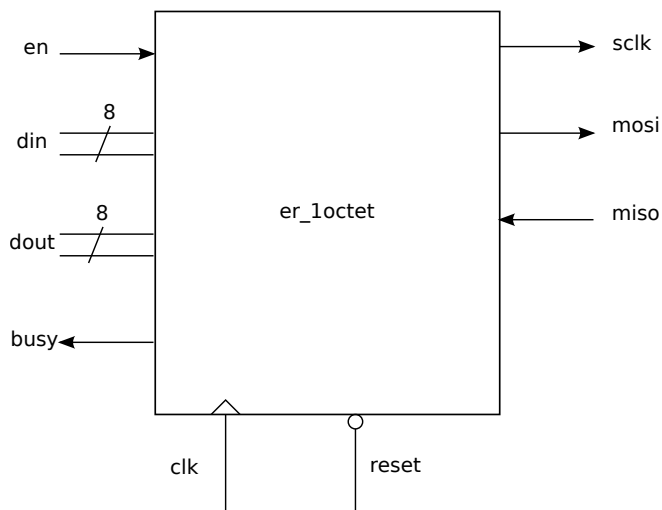 en
sclk
8
din
mosi
8
dout
er_1octet
miso
busy
clk
reset